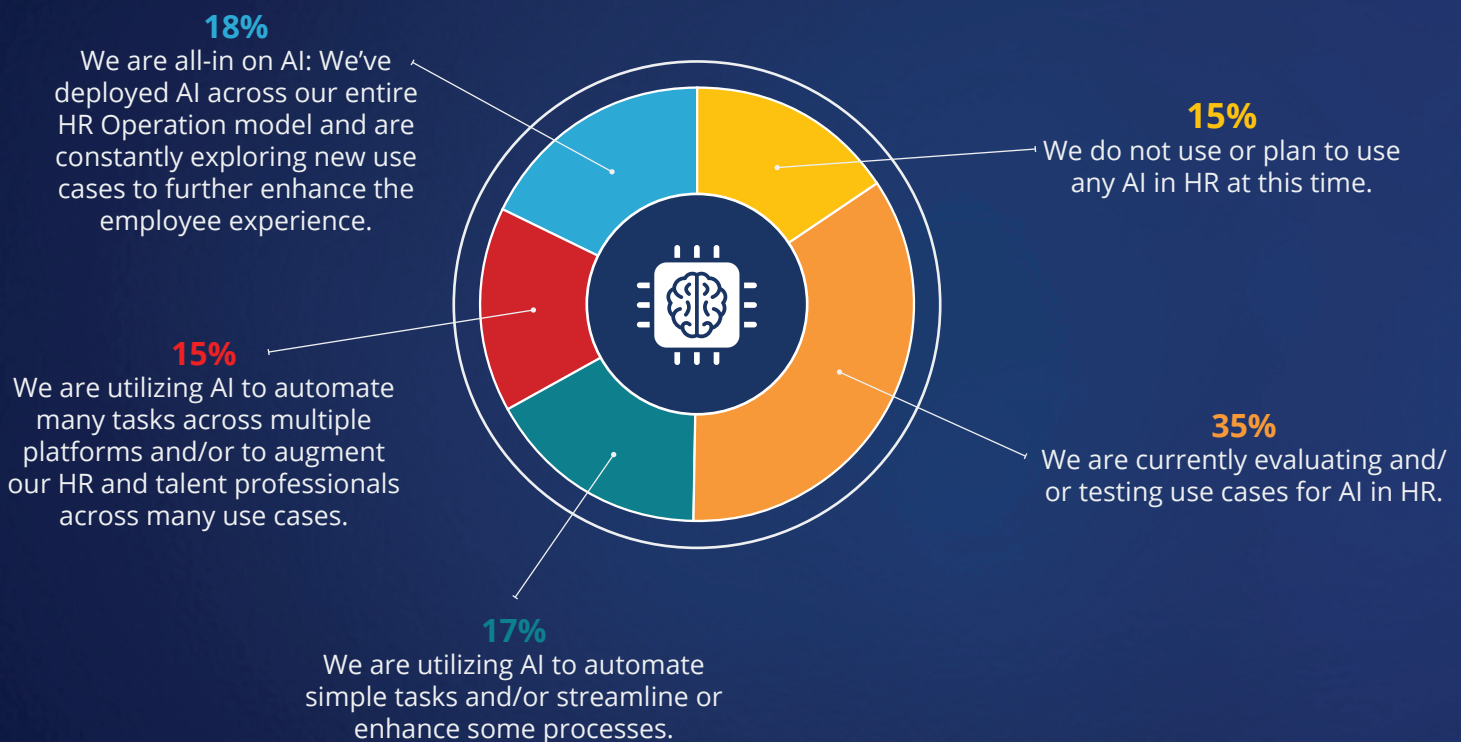 18%
We are all-in on AI: We’ve
deployed AI across our entire
HR Operation model and are
constantly exploring new use
cases to further enhance the
employee experience.
15%
We do not use or plan to use
any AI in HR at this time.
15%
We are utilizing AI to automate
many tasks across multiple
platforms and/or to augment
our HR and talent professionals
across many use cases.
35%
We are currently evaluating and/
or testing use cases for AI in HR.
17%
We are utilizing AI to automate
simple tasks and/or streamline or
enhance some processes.